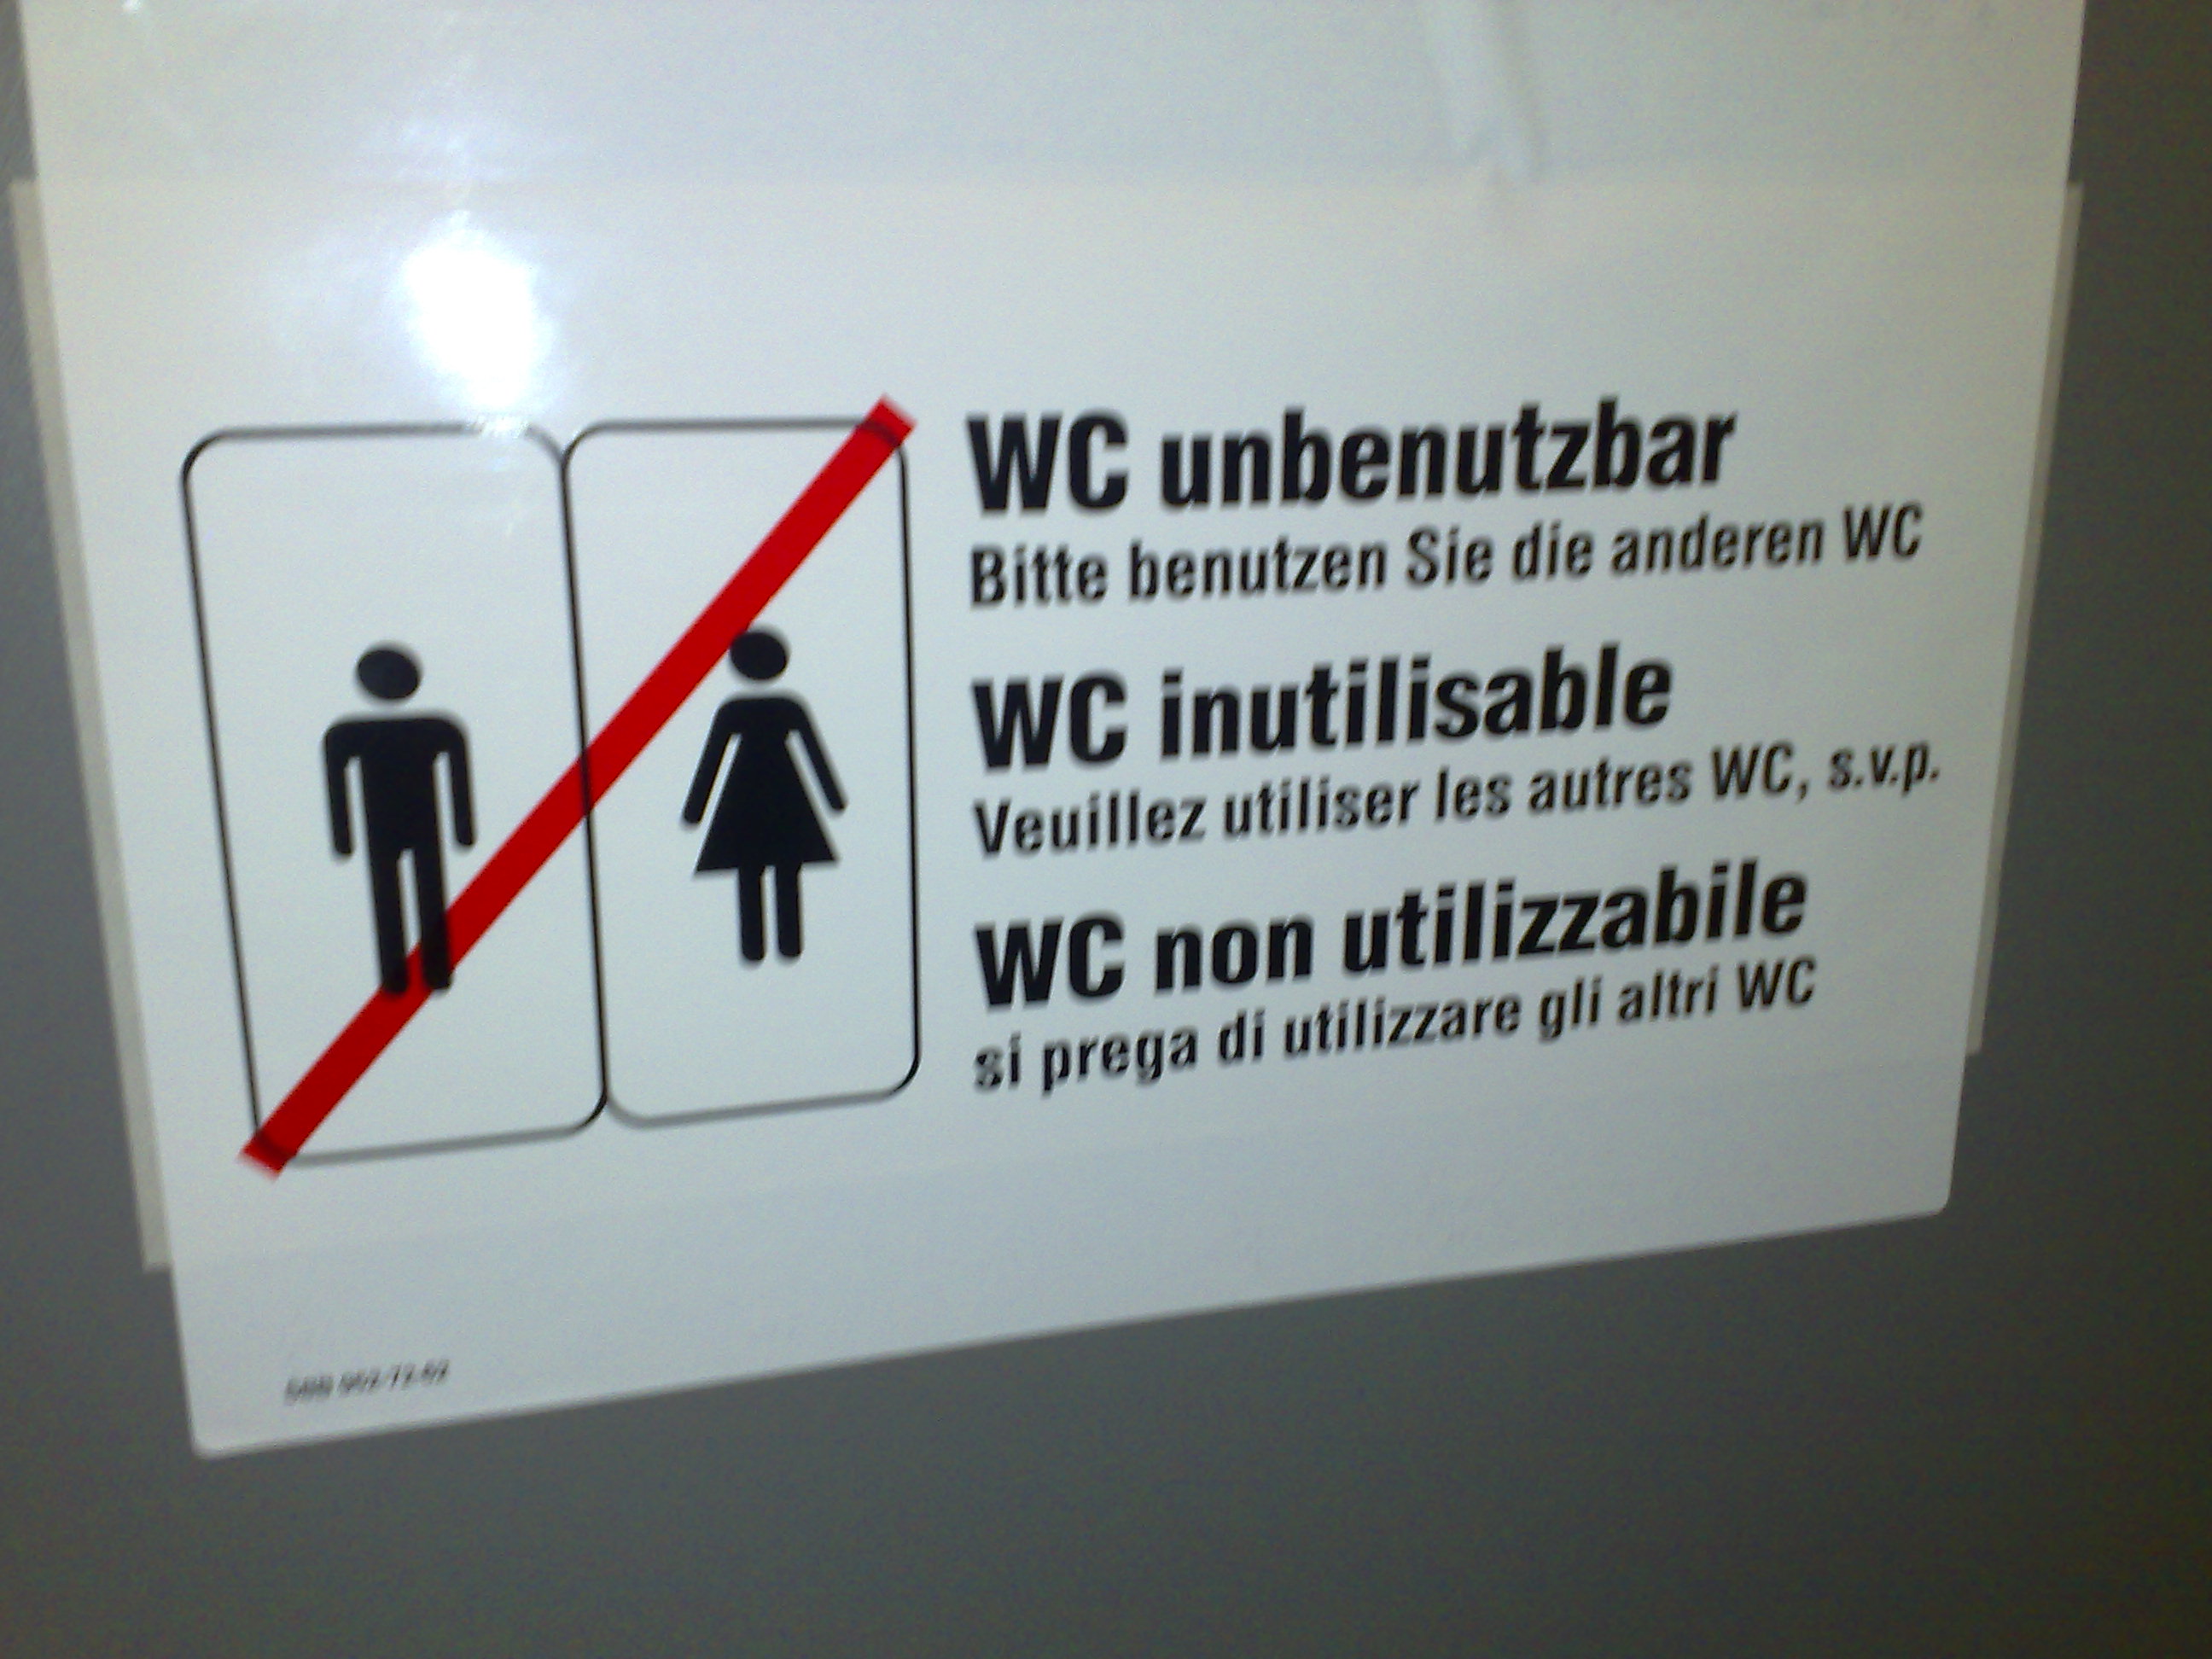 WC unbenutzbar
Bitte benutzen Sie die anderen WC
WC inutilisable
Veuillez utiliser les autres WC, s.v.p.
WC non utilizzabile
si prega di utilizzare gli altri WC